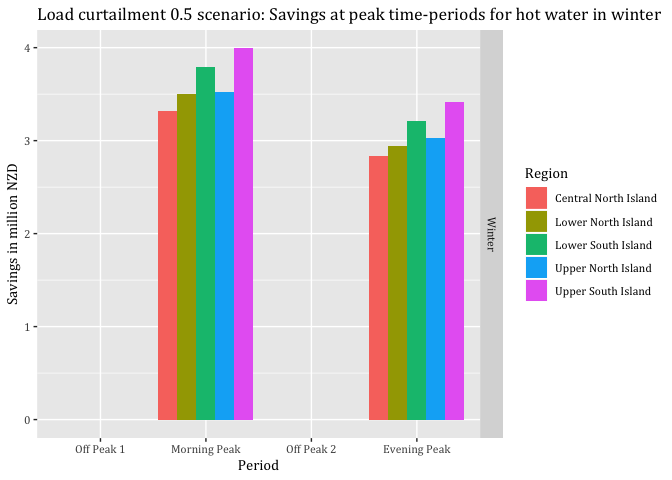 Load curtailment 0.5 scenario: Savings at peak time-periods for hot water in winter
Savings in million NZD
4
3
2
1
0
Off Peak 1
Morning Peak
Off Peak 2
Evening Peak
Period
Winter
Region
Central North Island
Lower North Island
Lower South Island
Upper North Island
Upper South Island